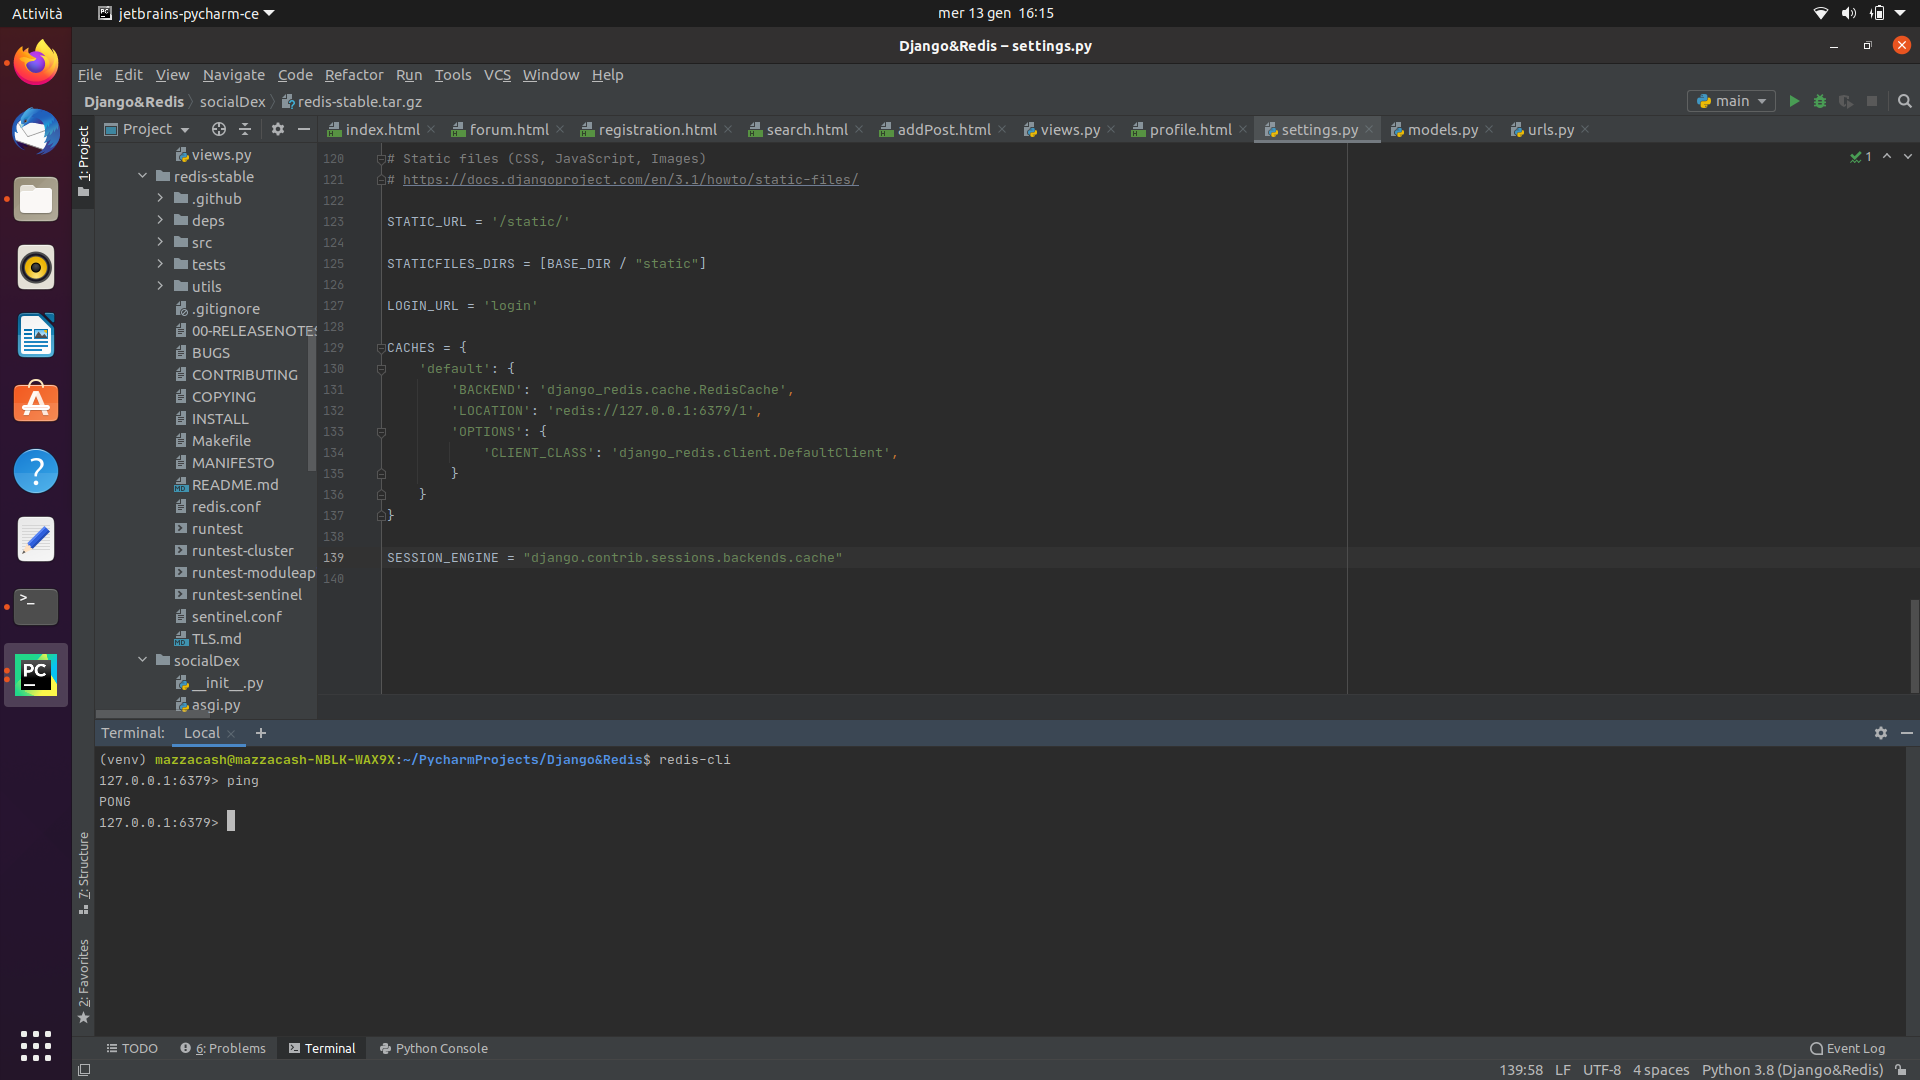 Attività
jetbrains-pycharm-ce
mer 13 gen 16:15
Django&Redis – settings.py
File Edit View Navigate Code Refactor Run Tools VCS Window Help
Django&Redis socialDex redis-stable.tar.gz
main
1: Project
Project
index.html forum.html registration.html search.html addPost.html views.py profile.html settings.py models.py urls.py
views.py
redis-stable
.github
deps
src
tests
utils
.gitignore
00-RELEASENOTES
BUGS
CONTRIBUTING
COPYING
INSTALL
Makefile
MANIFESTO
README.md
redis.conf
runtest
runtest-cluster
runtest-moduleap
runtest-sentinel
sentinel.conf
TLS.md
socialDex
__init__.py
asgi.py
1
120 # Static files (CSS, JavaScript, Images)
121 # https://docs.djangoproject.com/en/3.1/howto/static-files/
122
123 STATIC_URL = '/static/'
124
125 STATICFILES_DIRS = [BASE_DIR / "static"]
126
127 LOGIN_URL = 'login'
128
129 CACHES = {
130 'default': {
131 'BACKEND': 'django_redis.cache.RedisCache',
132 'LOCATION': 'redis://127.0.0.1:6379/1',
133 'OPTIONS': {
134 'CLIENT_CLASS': 'django_redis.client.DefaultClient',
135 }
136 }
137 }
138
139 SESSION_ENGINE = "django.contrib.sessions.backends.cache"
140
Terminal: Local +
(venv) mazzacash@mazzacash-NBLK-WAX9X:~/PycharmProjects/Django&Redis$ redis-cli
127.0.0.1:6379> ping
PONG
127.0.0.1:6379>
7: Structure
2: Favorites
TODO 6: Problems Terminal Python Console Event Log
139:58 LF UTF-8 4 spaces Python 3.8 (Django&Redis)
PC